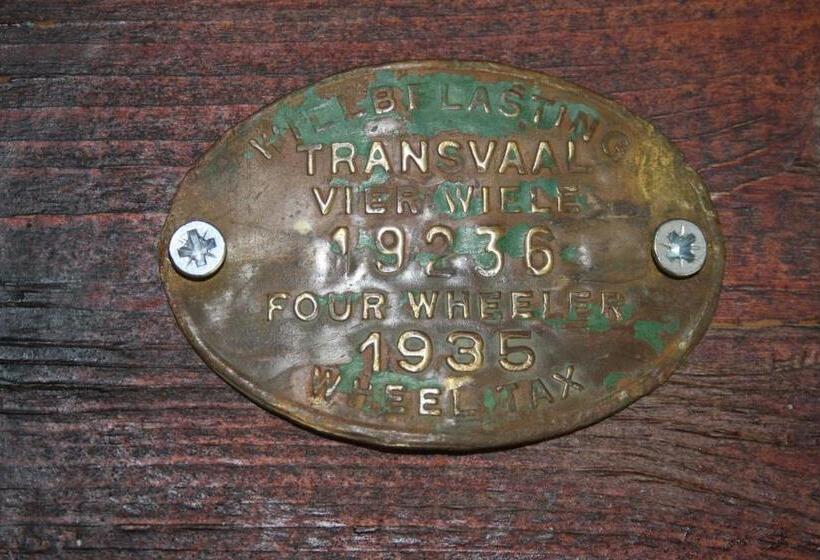 WIELBELASTING
TRANSVAAL
VIER WIELE
19236
FOUR WHEELER
1935
WHEEL TAX